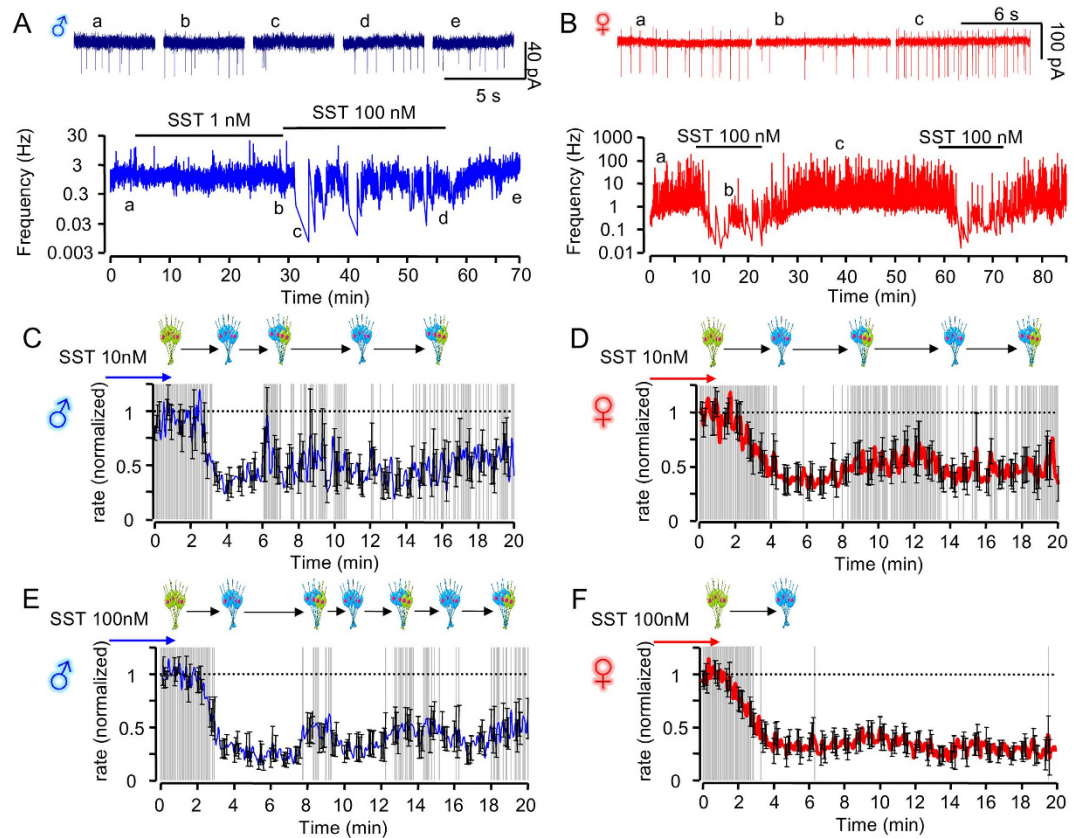 A ♂
a b c d e
40 pA
5 s
SST 1 nM SST 100 nM
Frequency (Hz)
30
3
0.3
0.03
0.003
a b c d e
0 10 20 30 40 50 60 70
Time (min)
B ♀
a b c
6 s
100 pA
SST 100 nM SST 100 nM
Frequency (Hz)
1000
100
10
1
0.1
0.01
a b c
0 10 20 30 40 50 60 70 80
Time (min)
C
SST 10nM
♂
rate (normalized)
1
0.5
0
0 2 4 6 8 10 12 14 16 18 20
Time (min)
D
SST 10nM
♀
rate (normlaized)
1
0.5
0
0 2 4 6 8 10 12 14 16 18 20
Time (min)
E
SST 100nM
♂
rate (normalized)
1
0.5
0
0 2 4 6 8 10 12 14 16 18 20
Time (min)
F
SST 100nM
♀
rate (normalized)
1
0.5
0
0 2 4 6 8 10 12 14 16 18 20
Time (min)